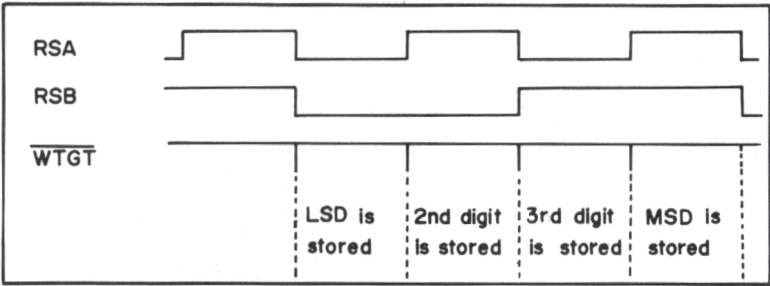 RSA
RSB
WTGT
LSD is 2nd digit 3rd digit MSD is
stored is stored is stored stored